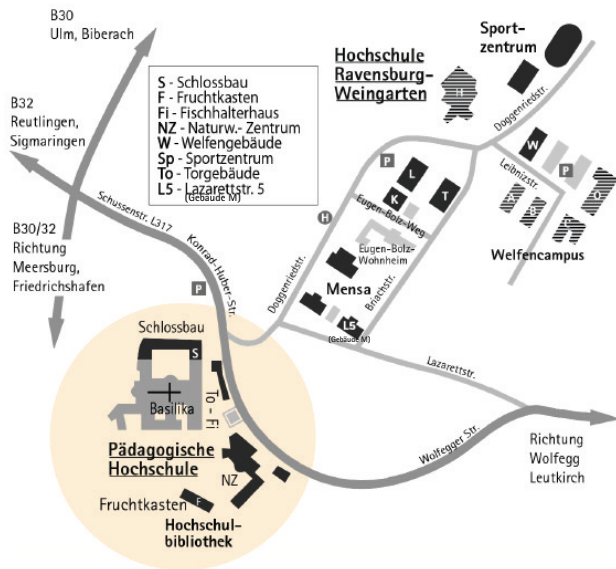 B30
Ulm, Biberach
B32
Reutlingen,
Sigmaringen
B30/32
Richtung
Meersburg,
Friedrichshafen
S - Schlossbau
F - Fruchtkasten
Fi - Fischhalterhaus
NZ - Naturw.- Zentrum
W - Welfengebäude
Sp - Sportzentrum
To - Torgebäude
L5 - Lazarettstr. 5
(Gebäude M)
Hochschule
Ravensburg-
Weingarten
H
Sport-
zentrum
Doggenriedstr.
P
L
K
T
W
P
Leibnizstr.
Welfencampus
Eugen-Bolz-Weg
Eugen-Bolz-
Wohnheim
H
Mensa
Briachstr.
L5
(Gebäude M)
Doggenriedstr.
Schussenstr. L317
Konrad-Huber-Str.
P
Lazarettstr.
Wolfegger Str.
Richtung
Wolfegg
Leutkirch
Schlossbau
S
Basilika
To - Fi
Pädagogische
Hochschule
NZ
Fruchtkasten
F
Hochschul-
bibliothek